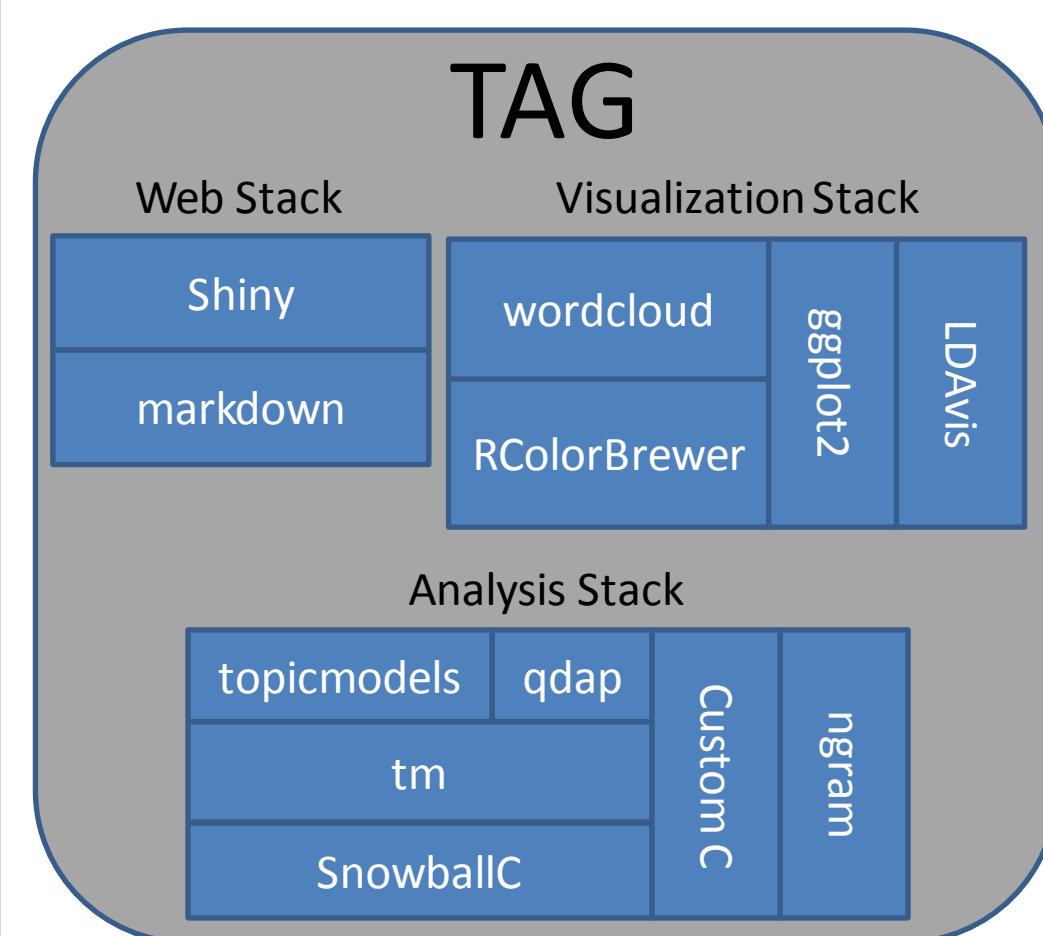 TAG
Web Stack
Shiny
markdown
Visualization Stack
wordcloud
RColorBrewer
ggplot2
LDAvis
Analysis Stack
topicmodels
qdap
tm
SnowballC
Custom C
ngram